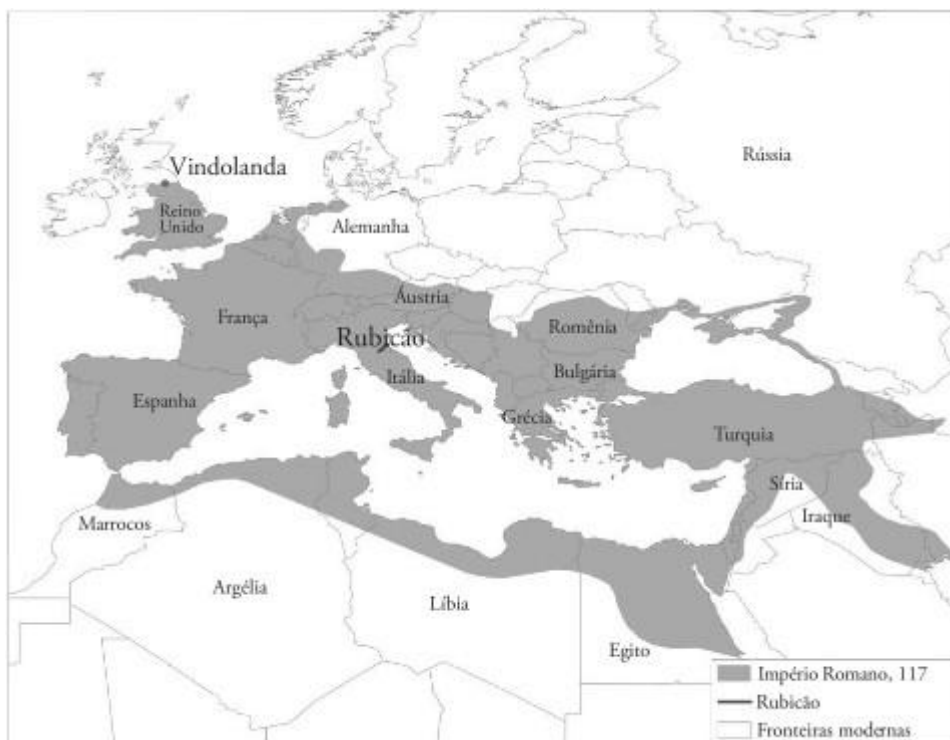 Rússia
Vindolanda
Reino
Unido
Alemanha
Áustria
França
Romênia
Rubicão
Itália
Bulgária
Espanha
Grécia
Turquia
Síria
Iraque
Marrocos
Argélia
Líbia
Egito
Império Romano, 117
Rubicão
Fronteiras modernas